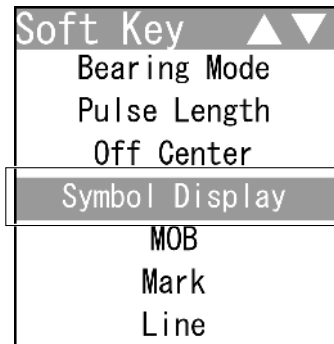 Soft Key ▲▼
Bearing Mode
Pulse Length
Off Center
Symbol Display
MOB
Mark
Line